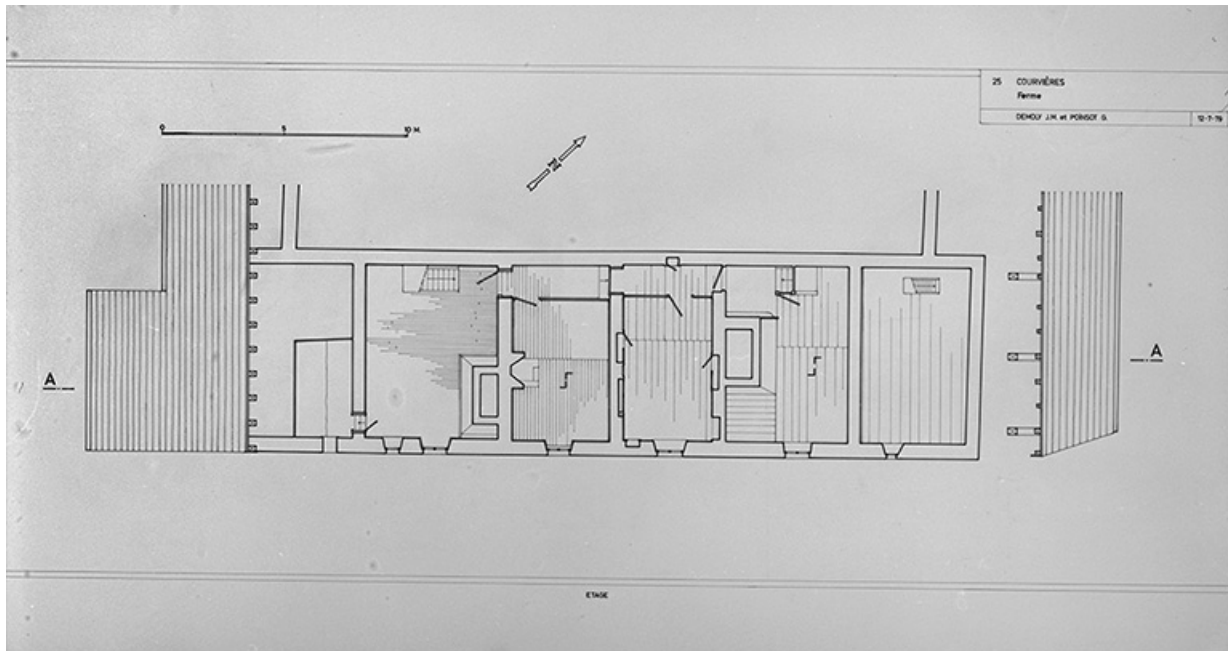 25 COURVIÈRES
Ferme
DEMOLY J.M. et POINSOT G. 12-7-79
0 5 10 M.
A A
ETAGE